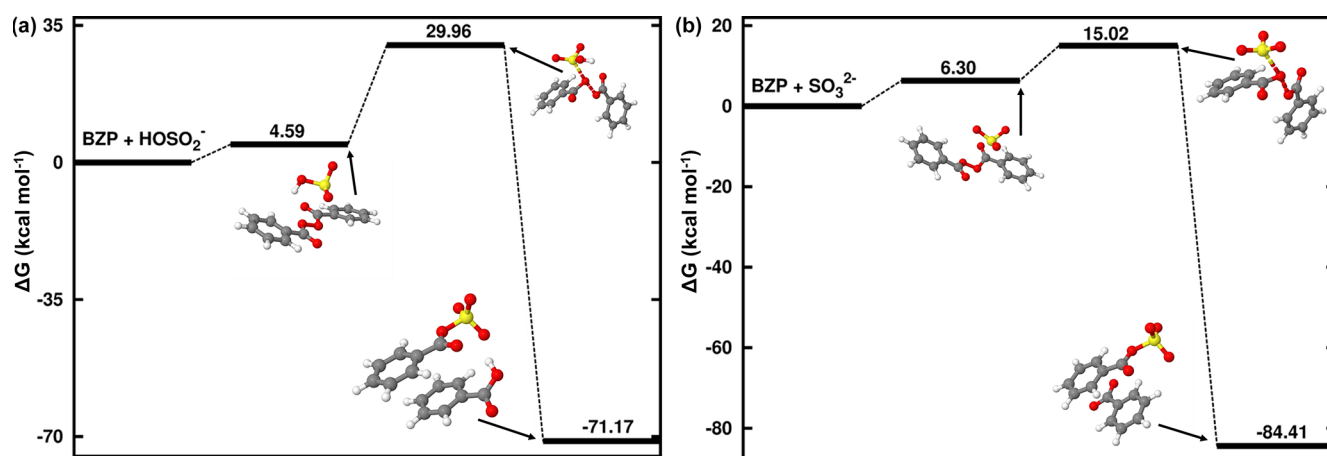 (a)
ΔG (kcal mol⁻¹)
35
0
-35
-70
BZP + HOSO₂⁻
4.59
29.96
-71.17
(b)
ΔG (kcal mol⁻¹)
20
0
-20
-40
-60
-80
BZP + SO₃²⁻
6.30
15.02
-84.41